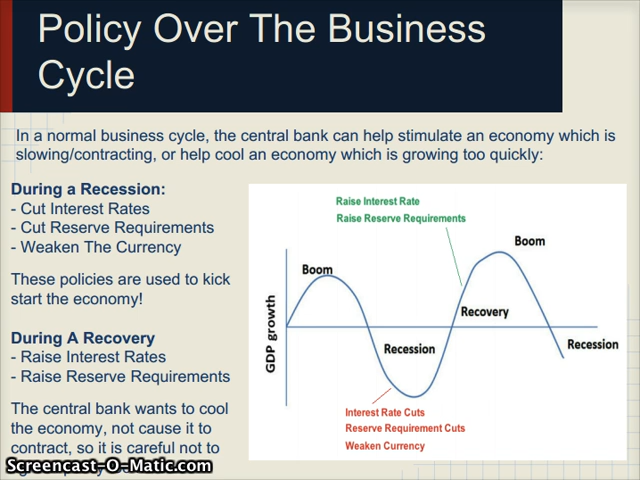 Policy Over The Business
Cycle
In a normal business cycle, the central bank can help stimulate an economy which is
slowing/contracting, or help cool an economy which is growing too quickly:
During a Recession:
- Cut Interest Rates
- Cut Reserve Requirements
- Weaken The Currency
These policies are used to kick
start the economy!
During A Recovery
- Raise Interest Rates
- Raise Reserve Requirements
The central bank wants to cool
the economy, not cause it to
contract, so it is careful not to
Raise Interest Rate
Raise Reserve Requirements
Boom
Boom
GDP growth
Recovery
Recession
Recession
Interest Rate Cuts
Reserve Requirement Cuts
Weaken Currency
Screencast-O-Matic.com